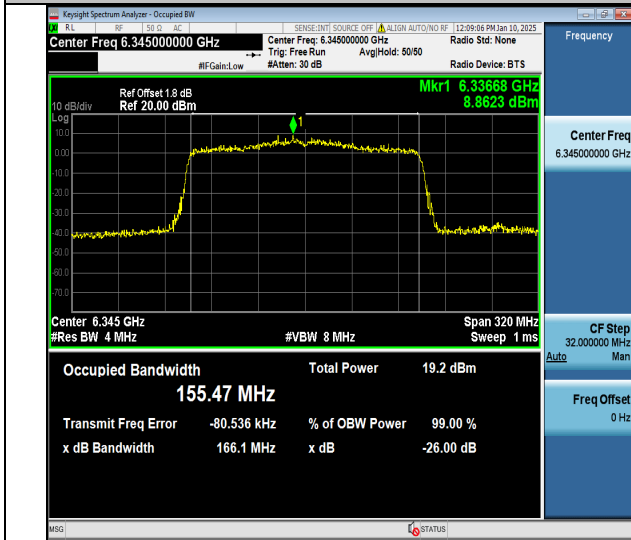 Keysight Spectrum Analyzer - Occupied BW
RL RF 50 Ω AC SENSE:INT SOURCE OFF ALIGN AUTO/NO RF 12:09:06 PM Jan 10, 2025
Center Freq 6.345000000 GHz
Center Freq: 6.345000000 GHz
Radio Std: None
Trig: Free Run Avg|Hold: 50/50
#IFGain:Low
#Atten: 30 dB
Radio Device: BTS
Frequency
Ref Offset 1.8 dB
Mkr1 6.33668 GHz
10 dB/div
Ref 20.00 dBm
8.8623 dBm
Log
1
10.0
0.00
-10.0
-20.0
-30.0
-40.0
-50.0
-60.0
-70.0
Center Freq
6.345000000 GHz
Center 6.345 GHz
Span 320 MHz
#Res BW 4 MHz
#VBW 8 MHz
Sweep 1 ms
CF Step
32.000000 MHz
Auto Man
Occupied Bandwidth
Total Power 19.2 dBm
155.47 MHz
Freq Offset
0 Hz
Transmit Freq Error -80.536 kHz % of OBW Power 99.00 %
x dB Bandwidth 166.1 MHz x dB -26.00 dB
MSG
STATUS